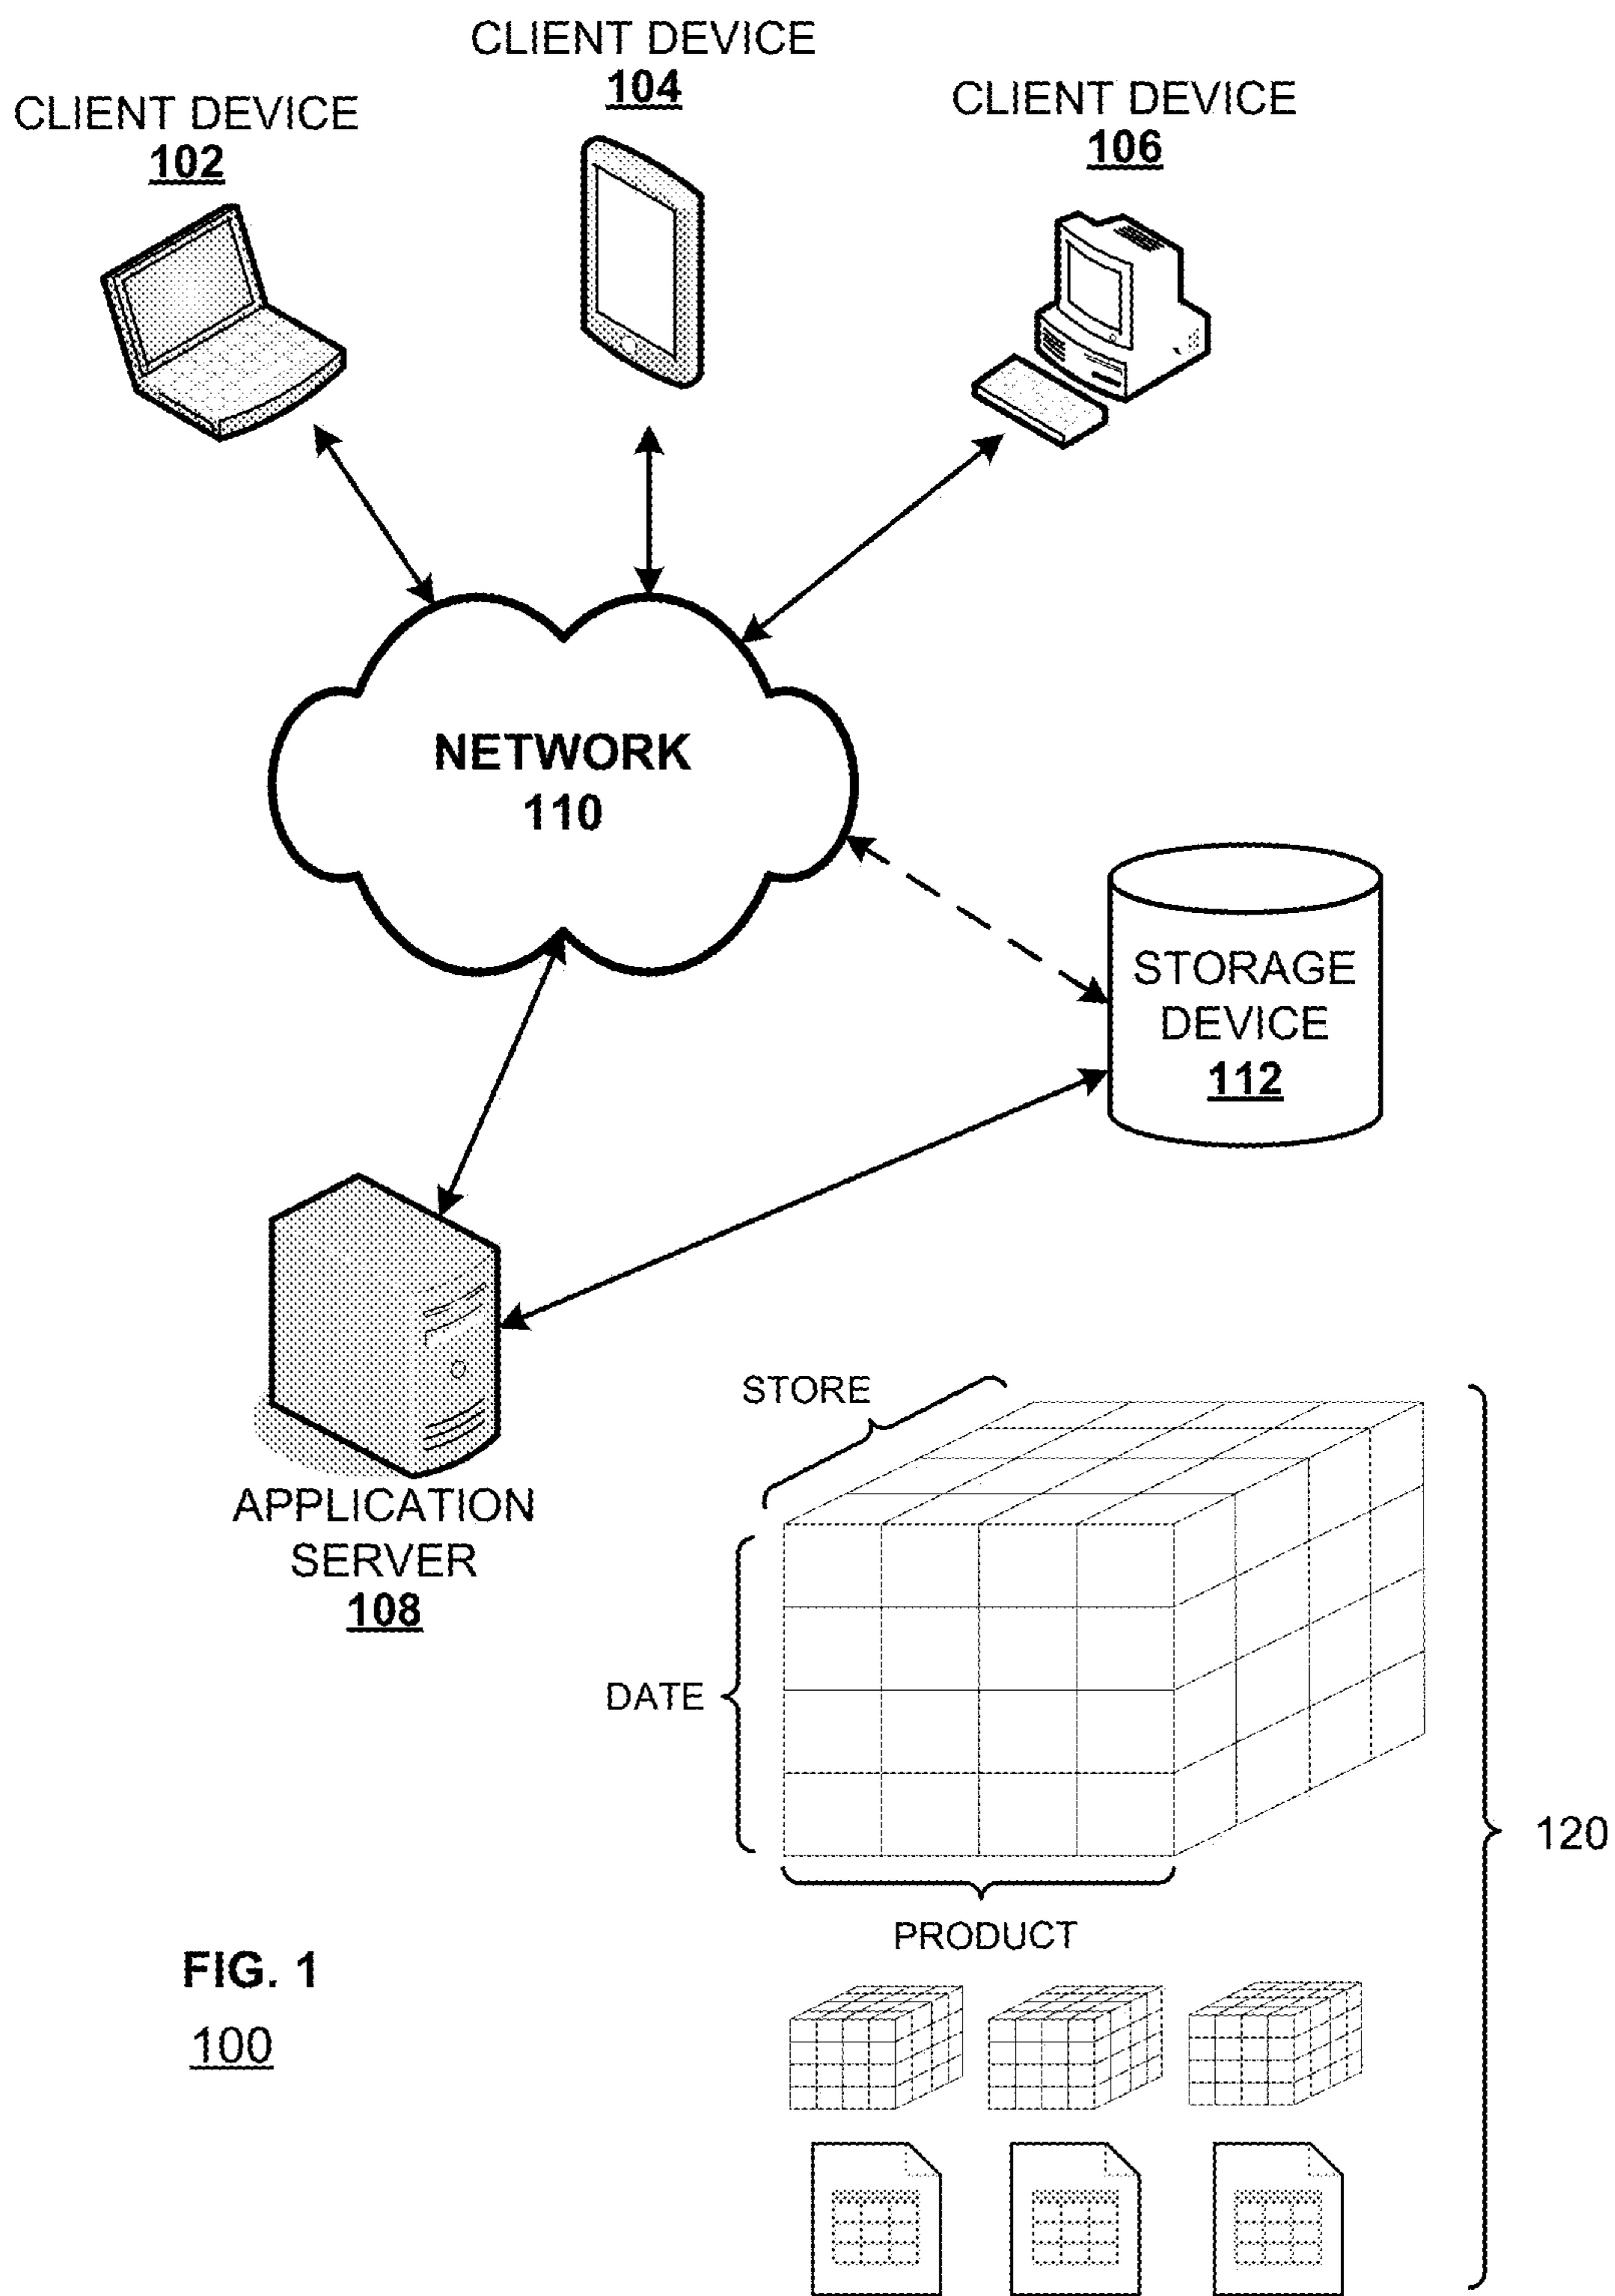 CLIENT DEVICE
104
CLIENT DEVICE
102
CLIENT DEVICE
106
NETWORK
110
STORAGE
DEVICE
112
APPLICATION
SERVER
108
STORE
DATE
PRODUCT
120
FIG. 1
100